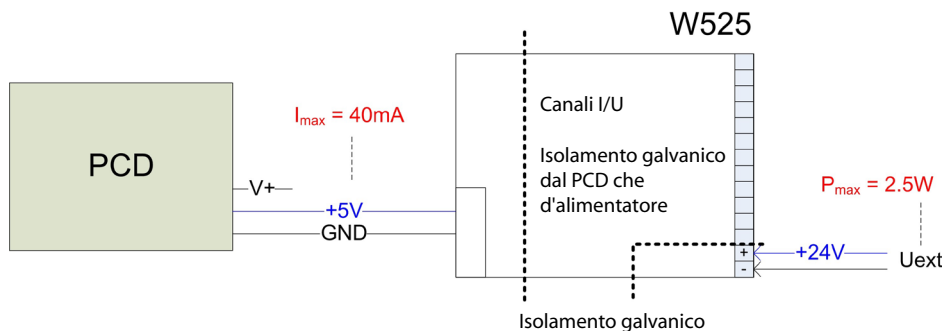 W525
PCD
Imax = 40mA
V+
+5V
GND
Canali I/U
Isolamento galvanico
dal PCD che
d'alimentatore
Pmax = 2.5W
+
-
+24V
Uext
Isolamento galvanico